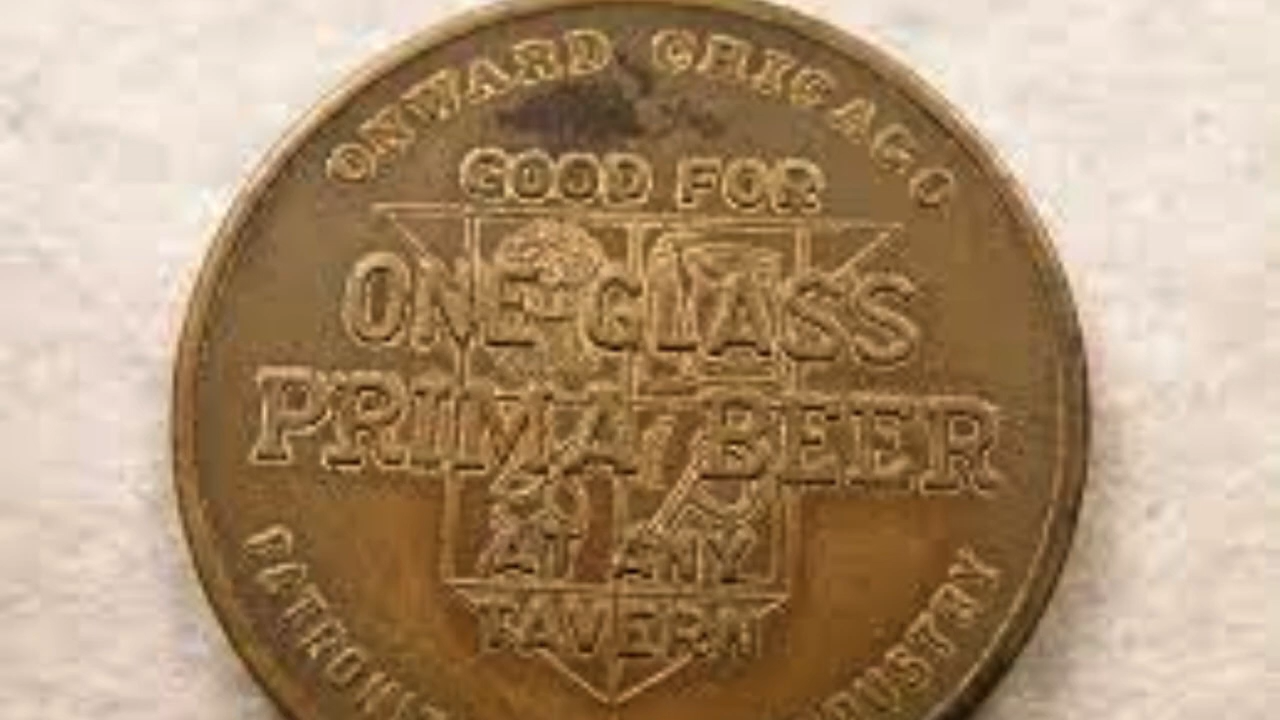 ONWARD CHICAGO
GOOD FOR
ONE GLASS
PRIMA BEER
AT ANY
TAVERN